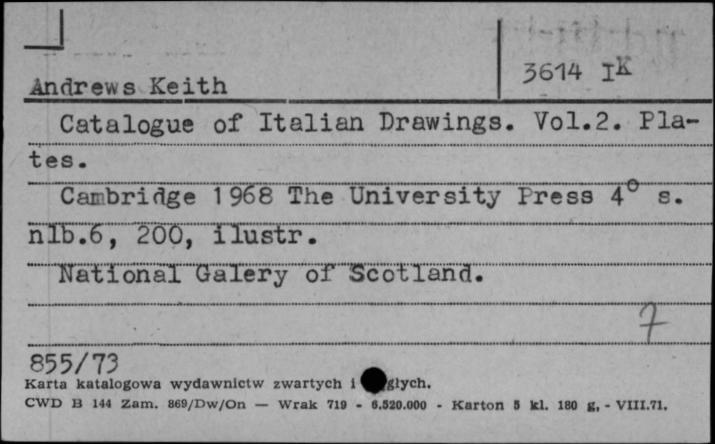 3614 IK
Andrews Keith
Catalogue of Italian Drawings. Vol.2. Pla-
tes.
Cambridge 1968 The University Press 4° s.
nlb.6, 200, ilustr.
National Galery of Scotland.
7
855/73
Karta katalogowa wydawnictw zwartych i głych.
CWD B 144 Zam. 869/Dw/On — Wrak 719 - 6.520.000 - Karton 5 kl. 180 g, - VIII.71.